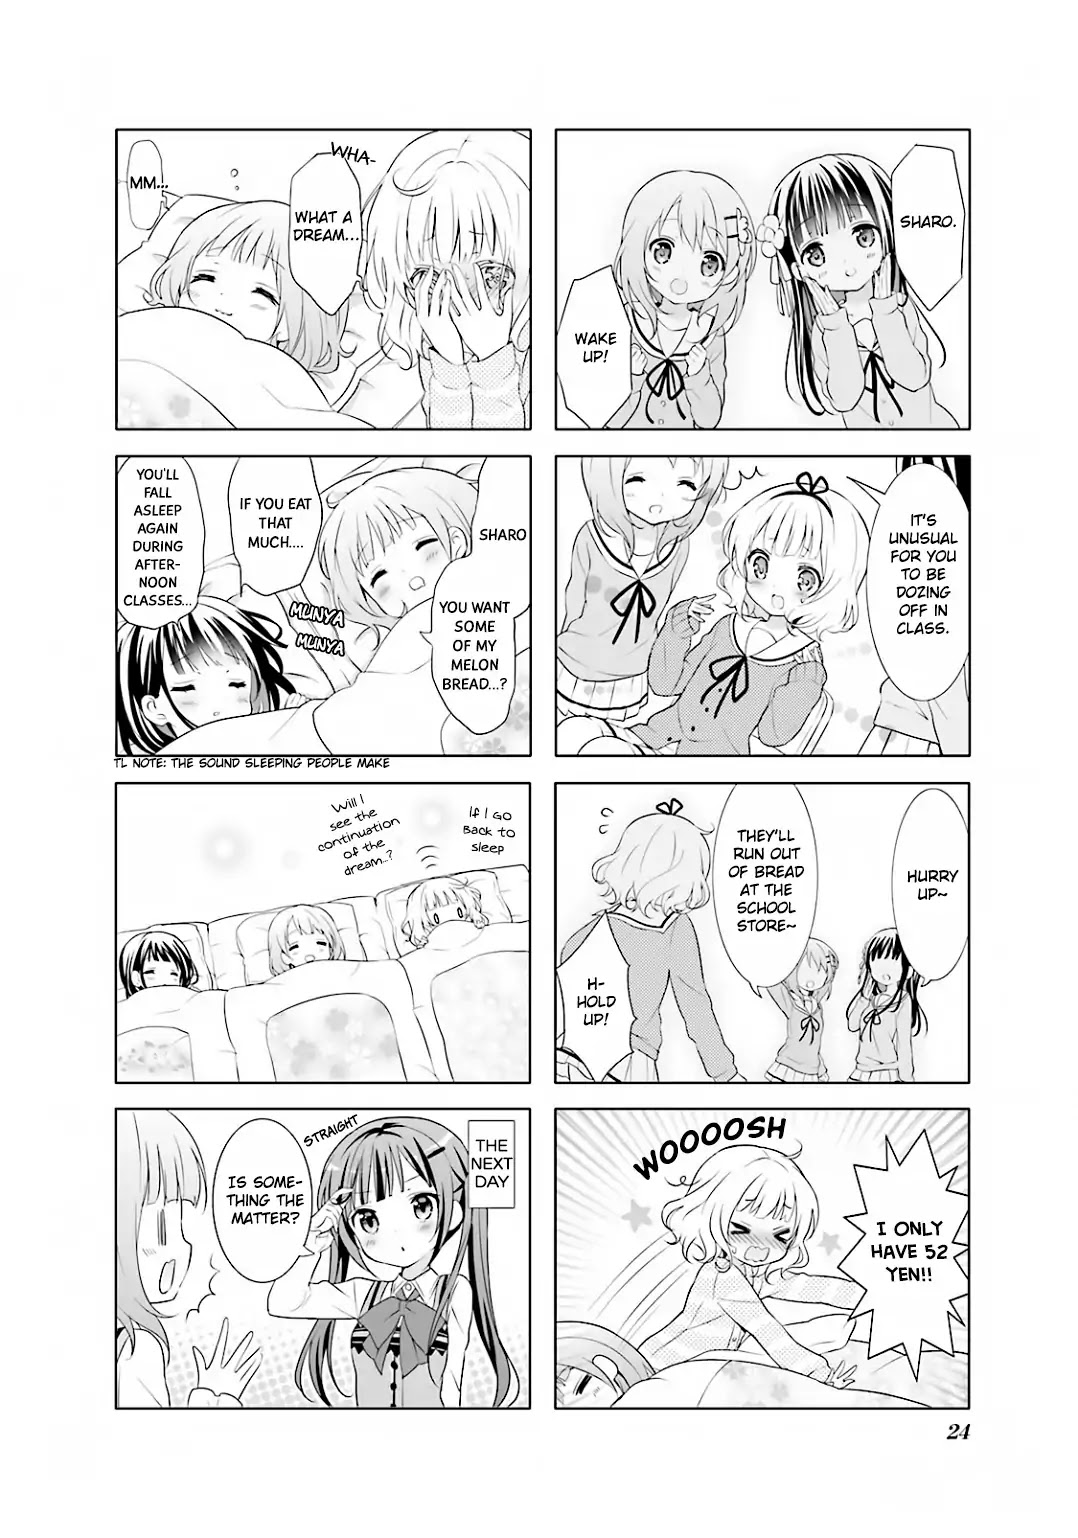 SHARO.
WAKE
UP!
IT'S
UNUSUAL
FOR YOU
TO BE
DOZING
OFF IN
CLASS.
HURRY
UP~
THEY'LL
RUN OUT
OF BREAD
AT THE
SCHOOL
STORE~
H-
HOLD
UP!
WOOOOSH
I ONLY
HAVE 52
YEN!!
WHA-
WHAT A
DREAM...
MM...
SHARO
YOU WANT
SOME
OF MY
MELON
BREAD...?
IF YOU EAT
THAT
MUCH....
MUNYA
MUNYA
YOU'LL
FALL
ASLEEP
AGAIN
DURING
AFTER-
NOON
CLASSES...
TL NOTE: THE SOUND SLEEPING PEOPLE MAKE
If I GO
BACK to
sleep
Will I
see the
continuation
of the
dream...?
THE
NEXT
DAY
STRAIGHT
IS SOME-
THING THE
MATTER?
24